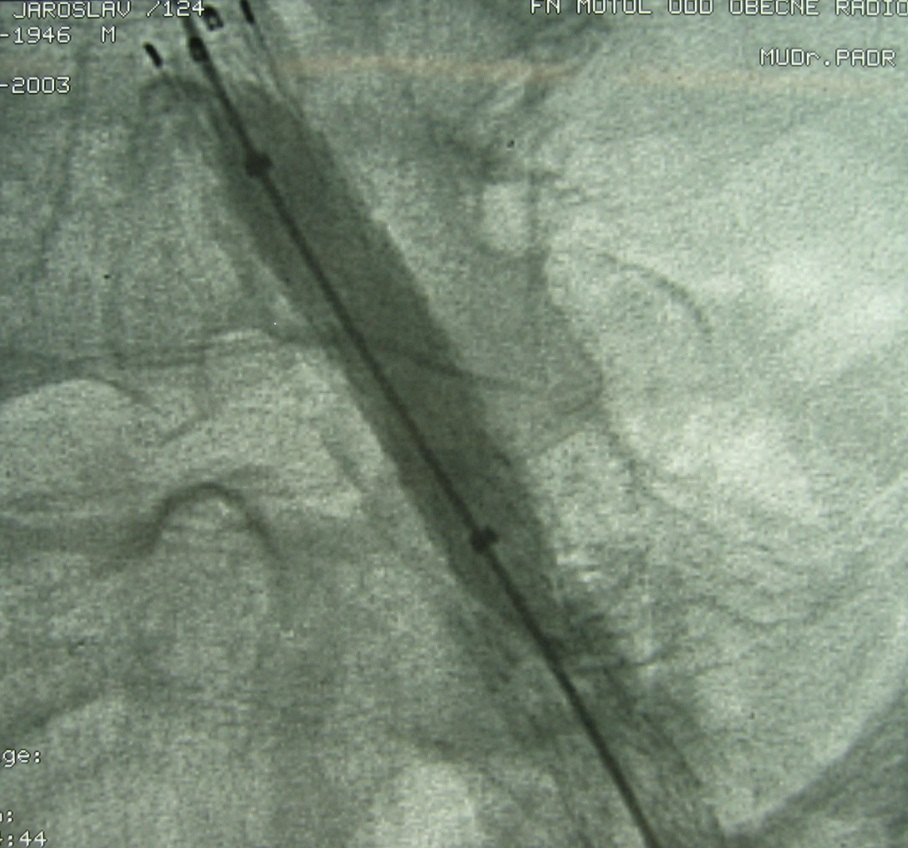 JAROSLAV /124
-1946 M
-2003
FN MOTOL ODD OBECNE RADIO
MUDr.PADR
ge:
:44